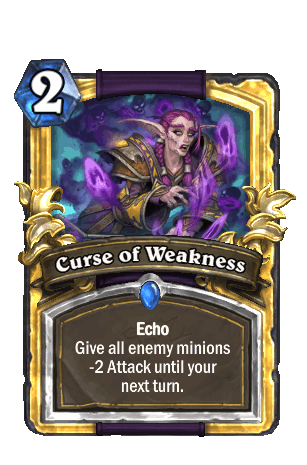 2
Curse of Weakness
Echo
Give all enemy minions
-2 Attack until your
next turn.